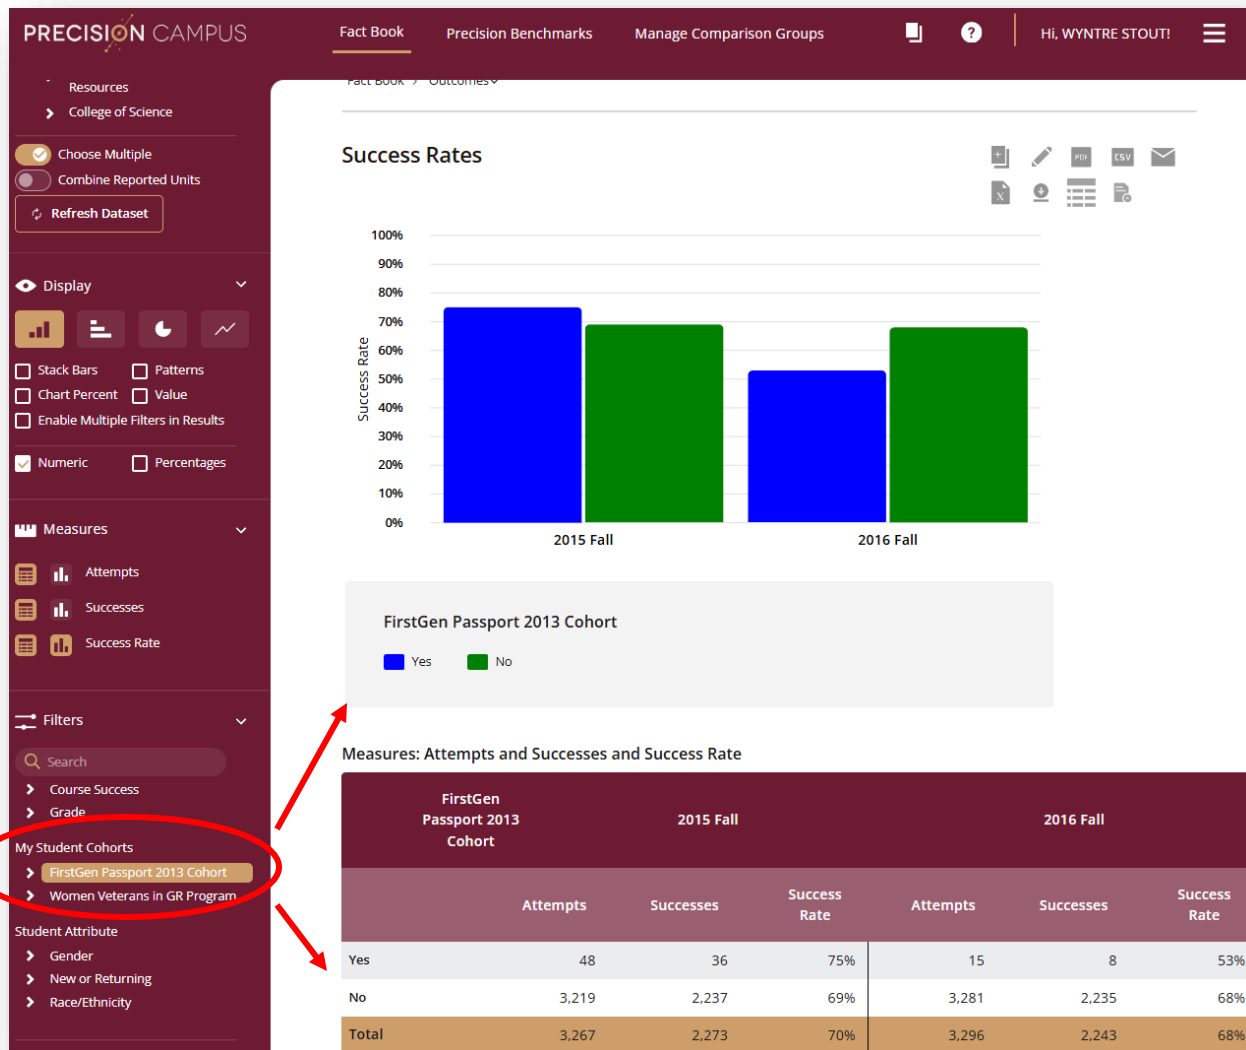 PRECISION CAMPUS
Fact Book
Precision Benchmarks
Manage Comparison Groups
?
Hi, WYNTRE STOUT!
Resources
College of Science
Choose Multiple
Combine Reported Units
Refresh Dataset
Display
Stack Bars
Patterns
Chart Percent
Value
Enable Multiple Filters in Results
Numeric
Percentages
Measures
Attempts
Successes
Success Rate
Filters
Search
Course Success
Grade
My Student Cohorts
FirstGen Passport 2013 Cohort
Women Veterans in GR Program
Student Attribute
Gender
New or Returning
Race/Ethnicity
Fact Book > Outcomes
Success Rates
PDF
CSV
X
100%
90%
80%
70%
60%
50%
40%
30%
20%
10%
0%
Success Rate
2015 Fall
2016 Fall
FirstGen Passport 2013 Cohort
Yes
No
Measures: Attempts and Successes and Success Rate
FirstGen
Passport 2013
Cohort
2015 Fall
2016 Fall
Attempts
Successes
Success
Rate
Attempts
Successes
Success
Rate
Yes 48 36 75% 15 8 53%
No 3,219 2,237 69% 3,281 2,235 68%
Total 3,267 2,273 70% 3,296 2,243 68%